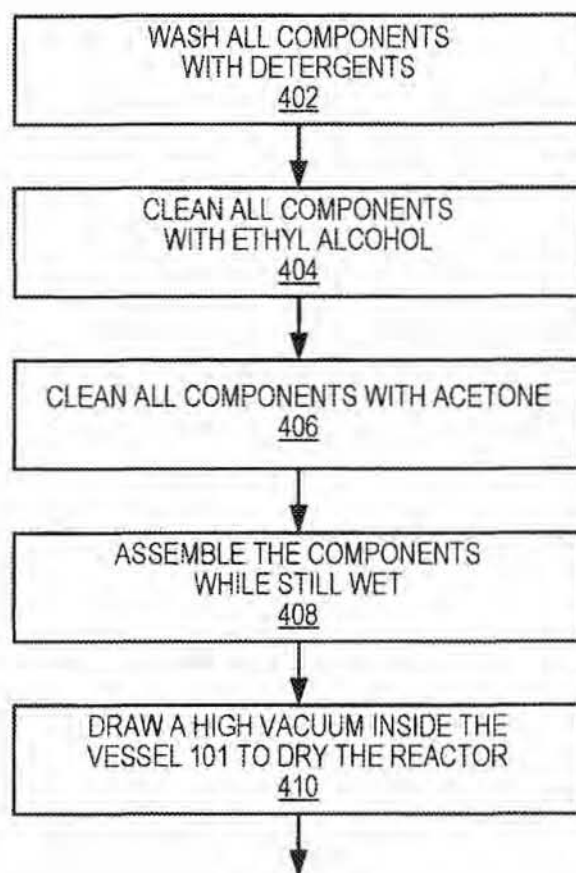 WASH ALL COMPONENTS
WITH DETERGENTS
402
CLEAN ALL COMPONENTS
WITH ETHYL ALCOHOL
404
CLEAN ALL COMPONENTS WITH ACETONE
406
ASSEMBLE THE COMPONENTS
WHILE STILL WET
408
DRAW A HIGH VACUUM INSIDE THE
VESSEL 101 TO DRY THE REACTOR
410